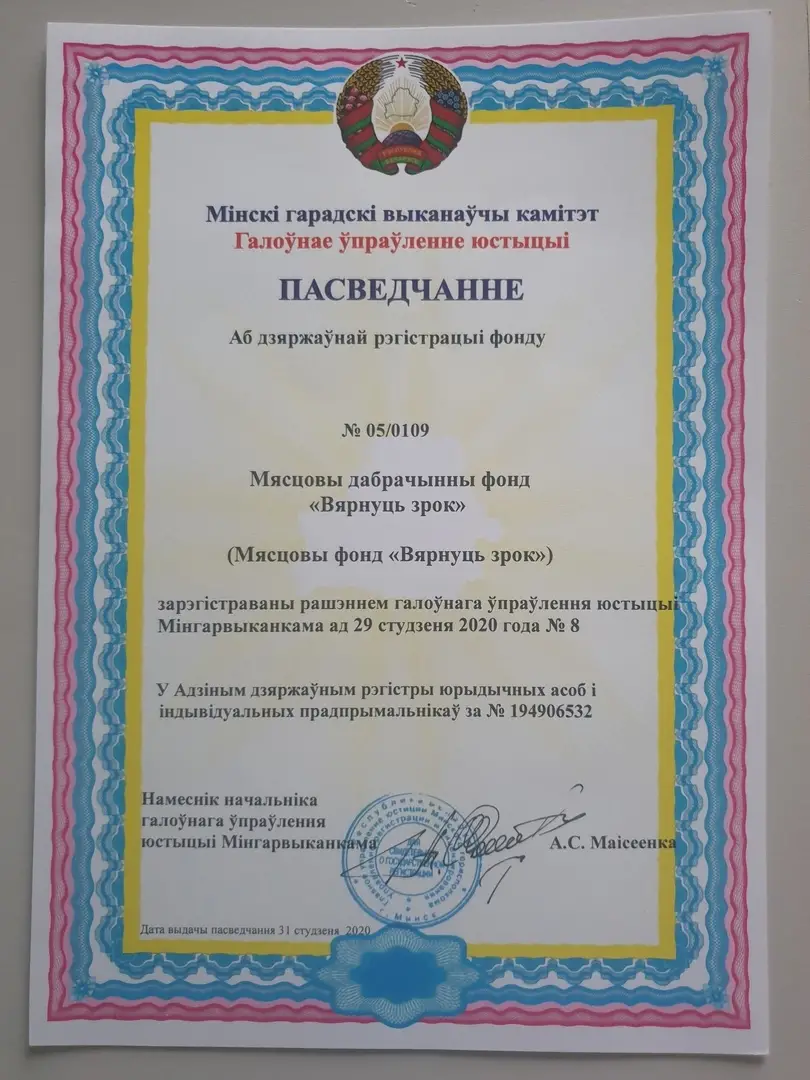 Мінскі гарадскі выканаўчы камітэт
Галоўнае ўпраўленне юстыцыі
ПАСВЕДЧАННЕ
Аб дзяржаўнай рэгістрацыі фонду
№ 05/0109
Мясцовы дабрачынны фонд
«Вярнуць зрок»
(Мясцовы фонд «Вярнуць зрок»)
зарэгістраваны рашэннем галоўнага ўпраўлення юстыцыі
Мінгарвыканкама ад 29 студзеня 2020 года № 8
У Адзіным дзяржаўным рэгістры юрыдычных асоб і
індывідуальных прадпрымальнікаў за № 194906532
Намеснік начальніка
галоўнага ўпраўлення
юстыцыі Мінгарвыканкама
А.С. Маісеенка
г. Минск
Дата выдачы пасведчання 31 студзеня 2020